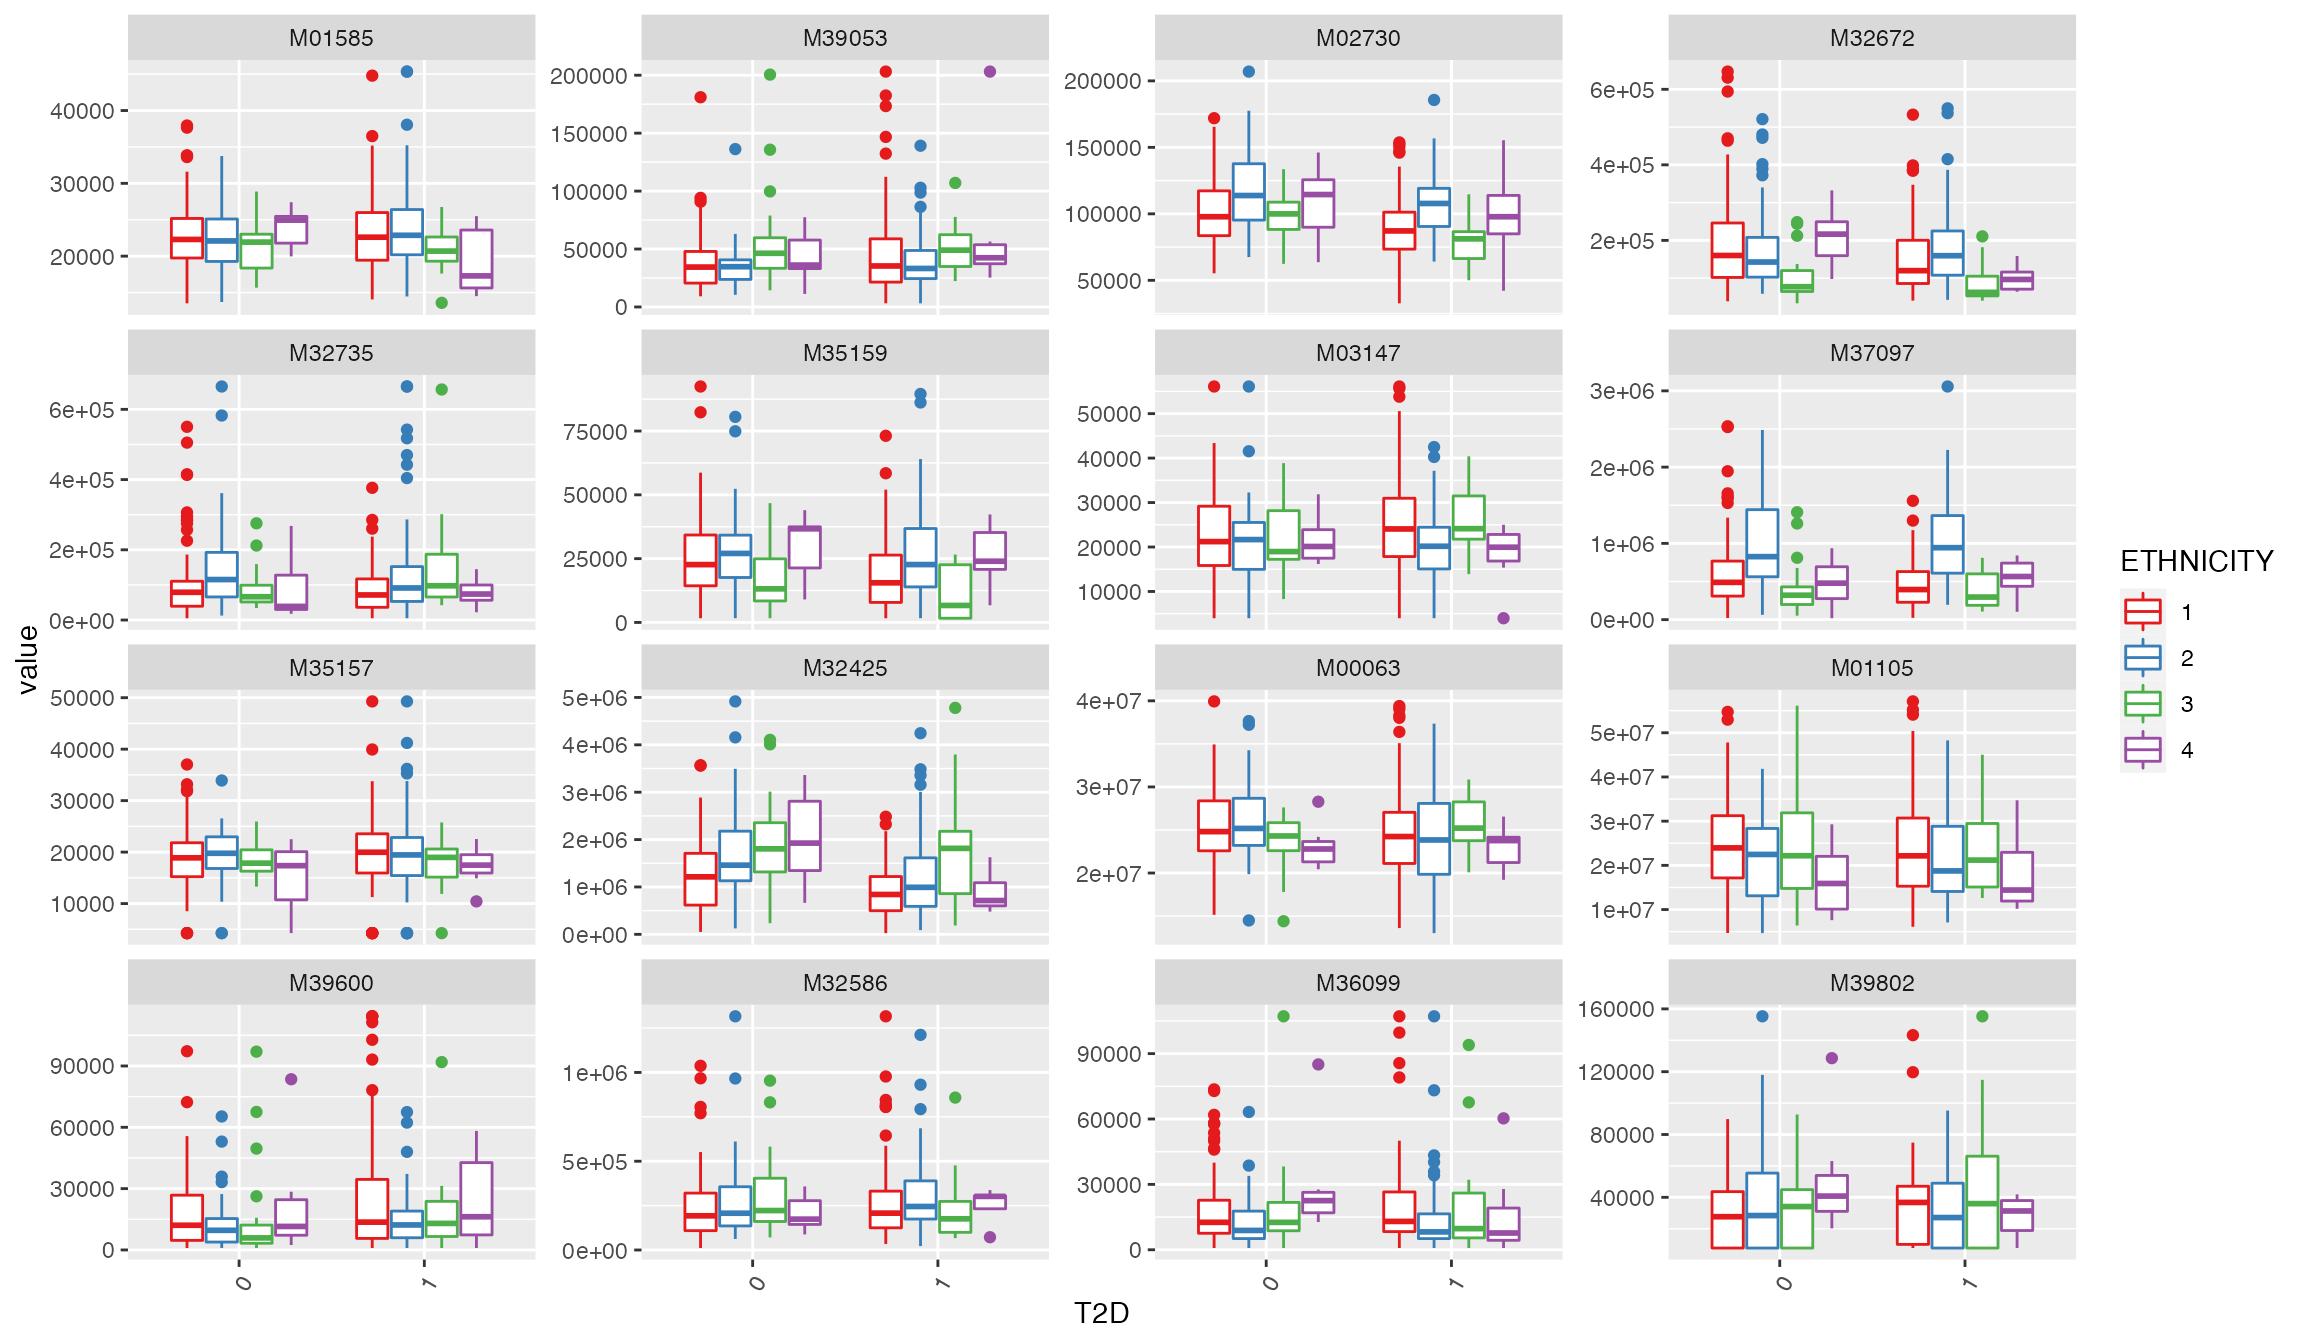 M01585 M39053 M02730 M32672
40000
30000
20000
200000
150000
100000
50000
0
200000
150000
100000
50000
6e+05
4e+05
2e+05
M32735 M35159 M03147 M37097
6e+05
4e+05
2e+05
0e+00
75000
50000
25000
0
50000
40000
30000
20000
10000
3e+06
2e+06
1e+06
0e+00
M35157 M32425 M00063 M01105
50000
40000
30000
20000
10000
5e+06
4e+06
3e+06
2e+06
1e+06
0e+00
4e+07
3e+07
2e+07
5e+07
4e+07
3e+07
2e+07
1e+07
M39600 M32586 M36099 M39802
90000
60000
30000
0
1e+06
5e+05
0e+00
90000
60000
30000
0
160000
120000
80000
40000
0 1 0 1 0 1 0 1
T2D
value
ETHNICITY
1
2
3
4